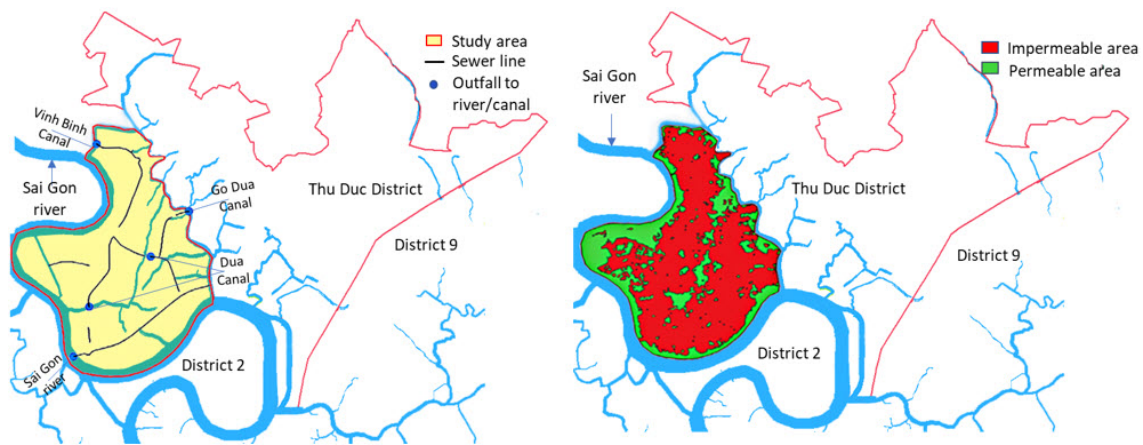 Study area
Sewer line
Outfall to
river/canal
Vinh Binh
Canal
Sai Gon
river
Go Dua
Canal
Thu Duc District
District 9
Dua
Canal
Sai Gon
river
District 2
Impermeable area
Permeable area
Sai Gon
river
Thu Duc District
District 9
District 2